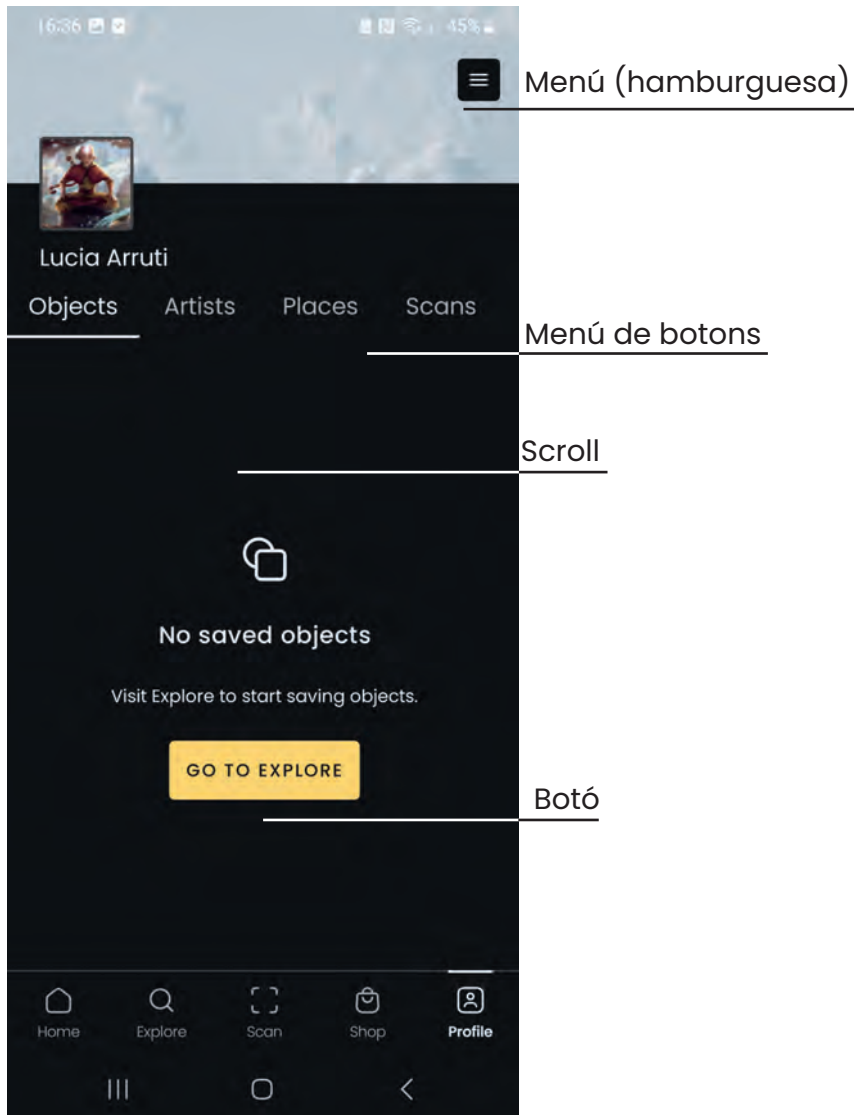 16:36 45%
Menú (hamburguesa)
Lucia Arruti
Objects Artists Places Scans
Menú de botons
Scroll
No saved objects
Visit Explore to start saving objects.
GO TO EXPLORE
Botó
Home Explore Scan Shop Profile